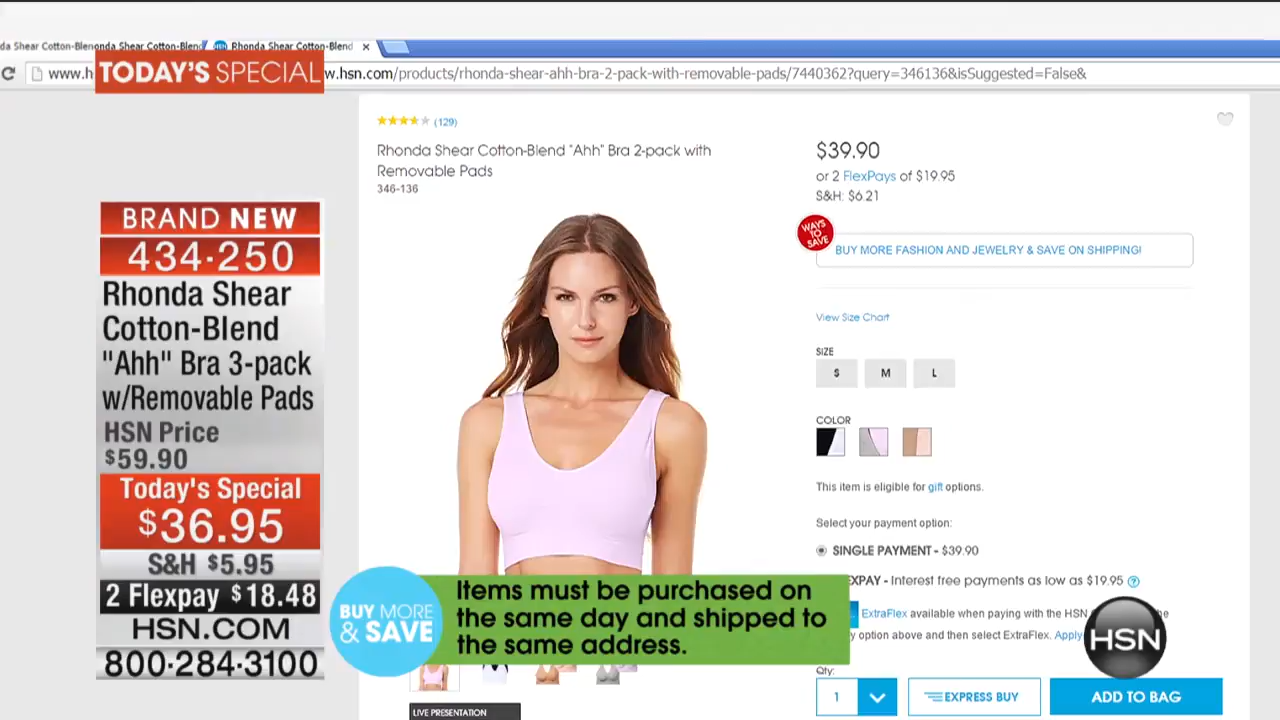 da Shear Cotton-Blen
onda Shear Cotton-Blen
Rhonda Shear Cotton-Blend
www.h
w.hsn.com/products/rhonda-shear-ahh-bra-2-pack-with-removable-pads/7440362?query=346136&isSuggested=False&
TODAY'S SPECIAL
BRAND NEW
434·250
Rhonda Shear
Cotton-Blend
"Ahh" Bra 3-pack
w/Removable Pads
HSN Price
$59.90
Today's Special
$36.95
S&H $5.95
2 Flexpay $18.48
HSN.COM
800·284·3100
(129)
Rhonda Shear Cotton-Blend "Ahh" Bra 2-pack with
Removable Pads
346-136
$39.90
or 2 FlexPays of $19.95
S&H: $6.21
WAYS
TO
SAVE
BUY MORE FASHION AND JEWELRY & SAVE ON SHIPPING!
View Size Chart
SIZE
S M L
COLOR
This item is eligible for gift options.
Select your payment option:
SINGLE PAYMENT - $39.90
EXPAY - Interest free payments as low as $19.95
ExtraFlex available when paying with the HSN
the
option above and then select ExtraFlex. Apply
HSN
Qty:
1
EXPRESS BUY
ADD TO BAG
BUY MORE
& SAVE
Items must be purchased on
the same day and shipped to
the same address.
LIVE PRESENTATION